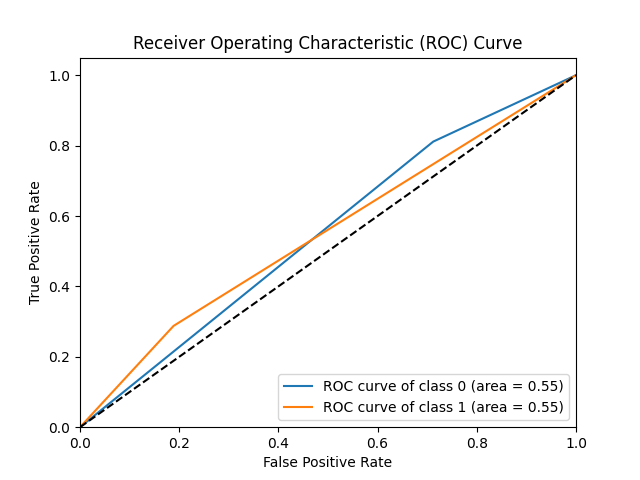 Receiver Operating Characteristic (ROC) Curve
1.0
0.8
0.6
0.4
0.2
0.0
True Positive Rate
ROC curve of class 0 (area = 0.55)
ROC curve of class 1 (area = 0.55)
0.0 0.2 0.4 0.6 0.8 1.0
False Positive Rate